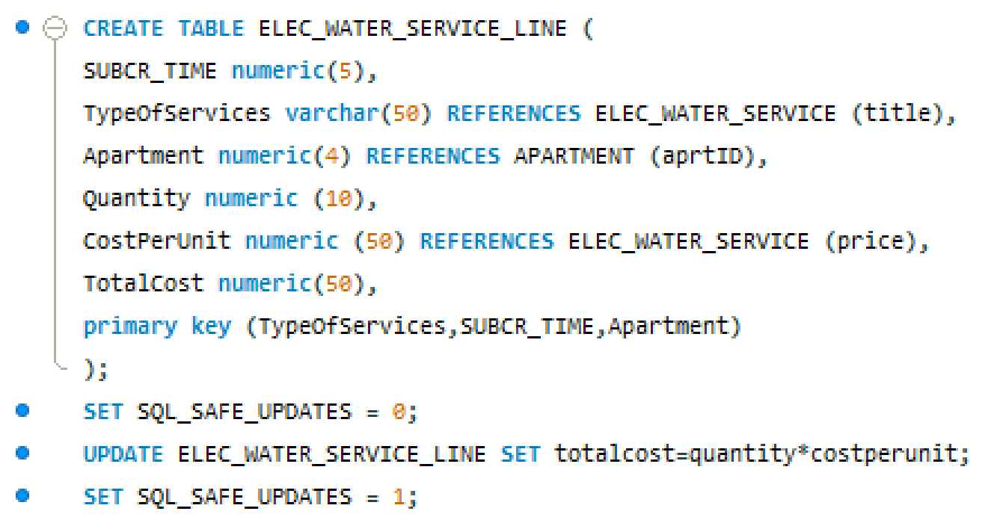 CREATE TABLE ELEC_WATER_SERVICE_LINE (
SUBCR_TIME numeric(5),
TypeOfServices varchar(50) REFERENCES ELEC_WATER_SERVICE (title),
Apartment numeric(4) REFERENCES APARTMENT (aprtID),
Quantity numeric (10),
CostPerUnit numeric (50) REFERENCES ELEC_WATER_SERVICE (price),
TotalCost numeric(50),
primary key (TypeOfServices,SUBCR_TIME,Apartment)
);
SET SQL_SAFE_UPDATES = 0;
UPDATE ELEC_WATER_SERVICE_LINE SET totalcost=quantity*costperunit;
SET SQL_SAFE_UPDATES = 1;